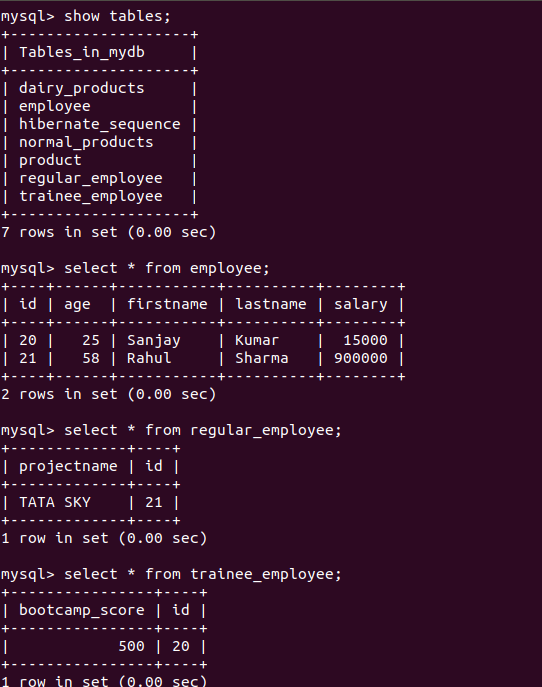 mysql> show tables;
+--------------------+
| Tables_in_mydb     |
+--------------------+
| dairy_products     |
| employee           |
| hibernate_sequence |
| normal_products    |
| product            |
| regular_employee   |
| trainee_employee   |
+--------------------+
7 rows in set (0.00 sec)

mysql> select * from employee;
+----+------+-----------+----------+--------+
| id | age  | firstname | lastname | salary |
+----+------+-----------+----------+--------+
| 20 |   25 | Sanjay    | Kumar    |  15000 |
| 21 |   58 | Rahul     | Sharma   | 900000 |
+----+------+-----------+----------+--------+
2 rows in set (0.00 sec)

mysql> select * from regular_employee;
+-------------+----+
| projectname | id |
+-------------+----+
| TATA SKY    | 21 |
+-------------+----+
1 row in set (0.00 sec)

mysql> select * from trainee_employee;
+----------------+----+
| bootcamp_score | id |
+----------------+----+
|            500 | 20 |
+----------------+----+
1 row in set (0.00 sec)